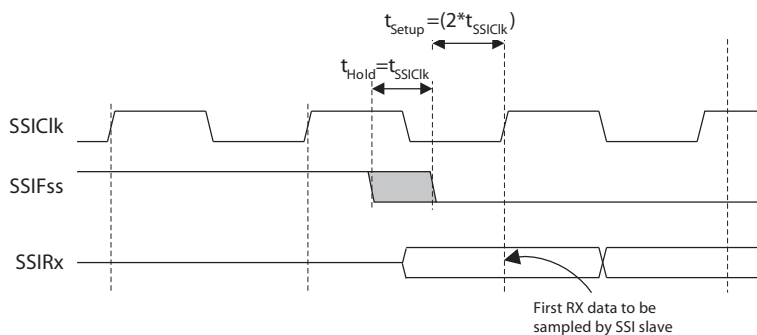 tSetup=(2*tSSIClk)
tHold=tSSIClk
SSIClk
SSIFss
SSIRx
First RX data to be
sampled by SSI slave